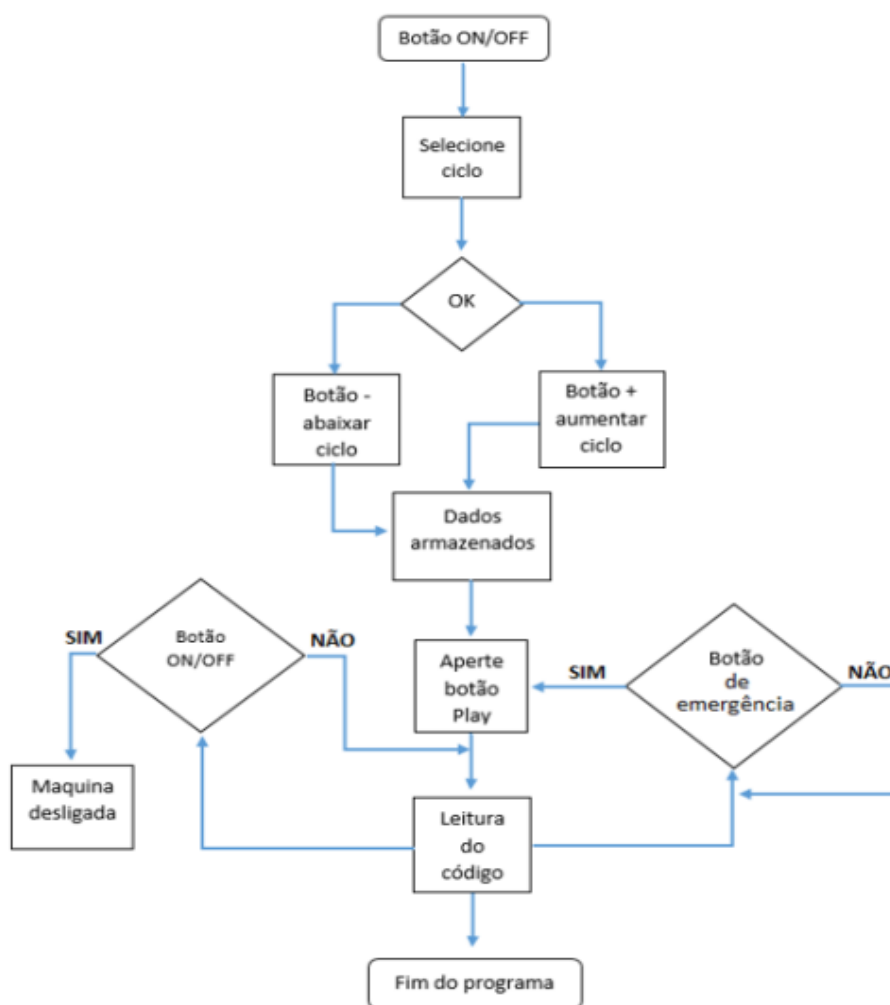 Botão ON/OFF
Selecione
ciclo
OK
Botão -
abaixar
ciclo
Botão +
aumentar
ciclo
Dados
armazenados
SIM
Botão
ON/OFF
NÃO
Aperte
botão
Play
SIM
Botão
de
emergência
NÃO
Maquina
desligada
Leitura
do
código
Fim do programa